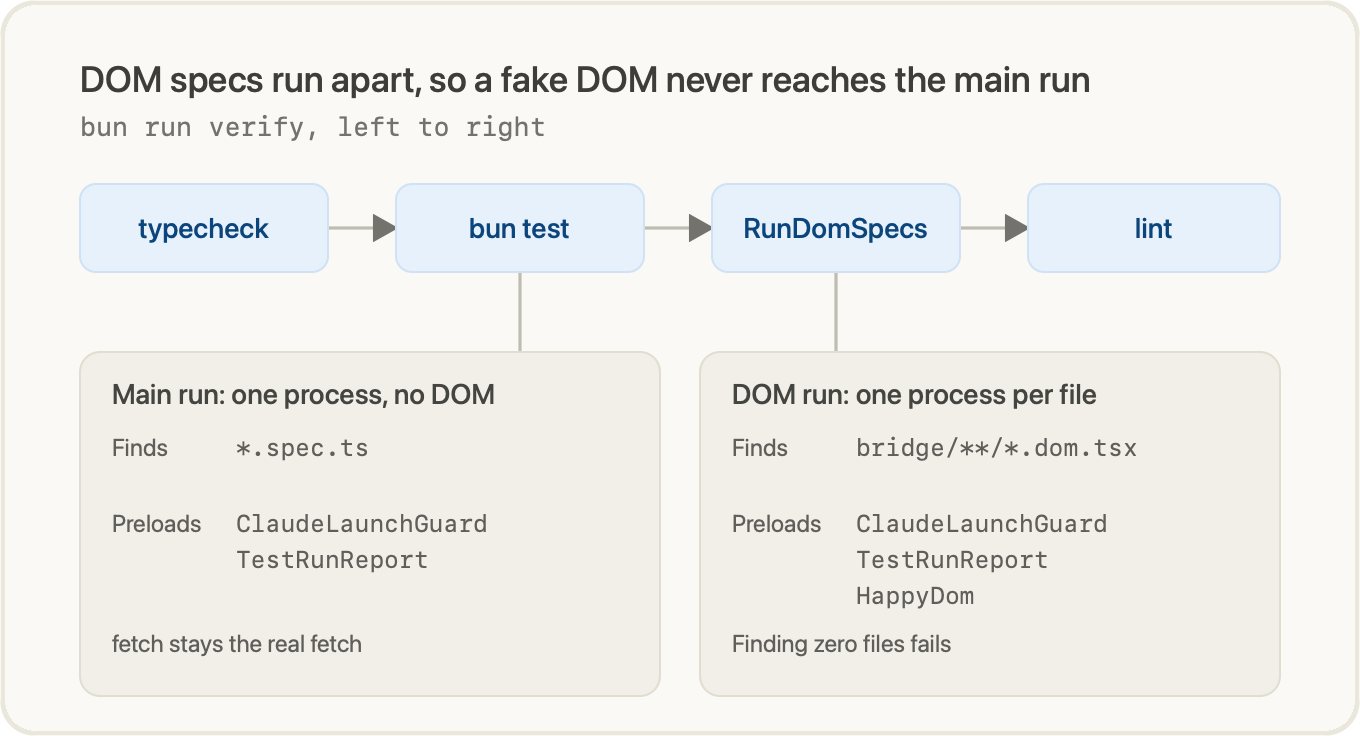 DOM specs run apart, so a fake DOM never reaches the main run
bun run verify, left to right
typecheck
bun test
RunDomSpecs
lint
Main run: one process, no DOM
Finds *.spec.ts
Preloads ClaudeLaunchGuard
TestRunReport
fetch stays the real fetch
DOM run: one process per file
Finds bridge/**/*.dom.tsx
Preloads ClaudeLaunchGuard
TestRunReport
HappyDom
Finding zero files fails